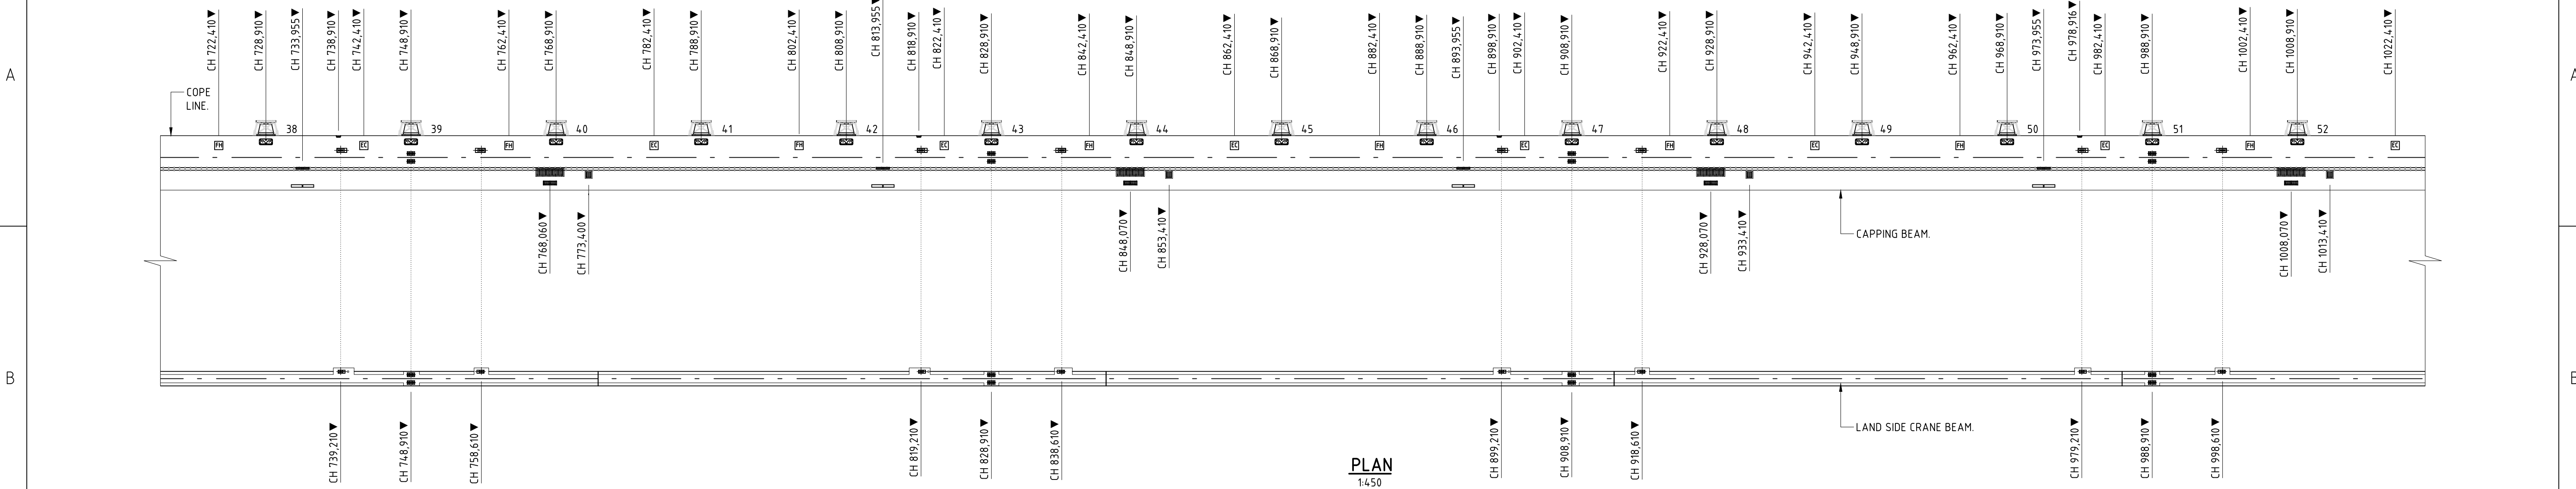 CH 722,410
CH 728,910
CH 733,955
CH 738,910
CH 742,410
CH 748,910
CH 762,410
CH 768,910
CH 782,410
CH 788,910
CH 802,410
CH 808,910
CH 813,955
CH 818,910
CH 822,410
CH 828,910
CH 842,410
CH 848,910
CH 862,410
CH 868,910
CH 882,410
CH 888,910
CH 893,955
CH 898,910
CH 902,410
CH 908,910
CH 922,410
CH 928,910
CH 942,410
CH 948,910
CH 962,410
CH 968,910
CH 973,955
CH 978,916
CH 982,410
CH 988,910
CH 1002,410
CH 1008,910
CH 1022,410
A
A
COPE
LINE.
38
39
40
41
42
43
44
45
46
47
48
49
50
51
52
FH
EC
FH
EC
FH
EC
FH
EC
FH
EC
FH
EC
FH
EC
FH
EC
CH 768,060
CH 773,400
CH 848,070
CH 853,410
CH 928,070
CH 933,410
CH 1008,070
CH 1013,410
CAPPING BEAM.
B
CH 739,210
CH 748,910
CH 758,610
CH 819,210
CH 828,910
CH 838,610
CH 899,210
CH 908,910
CH 918,610
CH 979,210
CH 988,910
CH 998,610
LAND SIDE CRANE BEAM.
PLAN
1:450